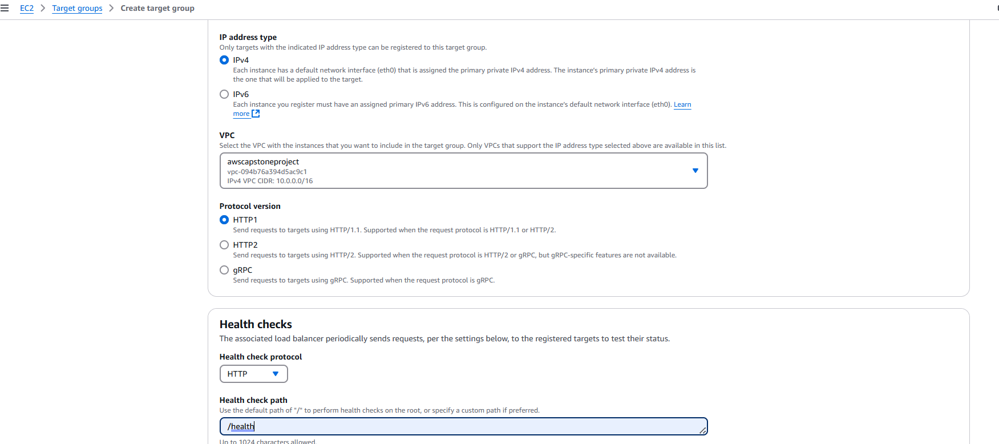 EC2 > Target groups > Create target group
IP address type
Only targets with the indicated IP address type can be registered to this target group.
IPv4
Each instance has a default network interface (eth0) that is assigned the primary private IPv4 address. The instance's primary private IPv4 address is
the one that will be applied to the target.
IPv6
Each instance you register must have an assigned primary IPv6 address. This is configured on the instance's default network interface (eth0). Learn
more
VPC
Select the VPC with the instances that you want to include in the target group. Only VPCs that support the IP address type selected above are available in this list.
awscapstoneproject
vpc-094b76a394d5ac9c1
IPv4 VPC CIDR: 10.0.0.0/16
Protocol version
HTTP1
Send requests to targets using HTTP/1.1. Supported when the request protocol is HTTP/1.1 or HTTP/2.
HTTP2
Send requests to targets using HTTP/2. Supported when the request protocol is HTTP/2 or gRPC, but gRPC-specific features are not available.
gRPC
Send requests to targets using gRPC. Supported when the request protocol is gRPC.
Health checks
The associated load balancer periodically sends requests, per the settings below, to the registered targets to test their status.
Health check protocol
HTTP
Health check path
Use the default path of "/" to perform health checks on the root, or specify a custom path if preferred.
/health
Up to 1024 characters allowed.